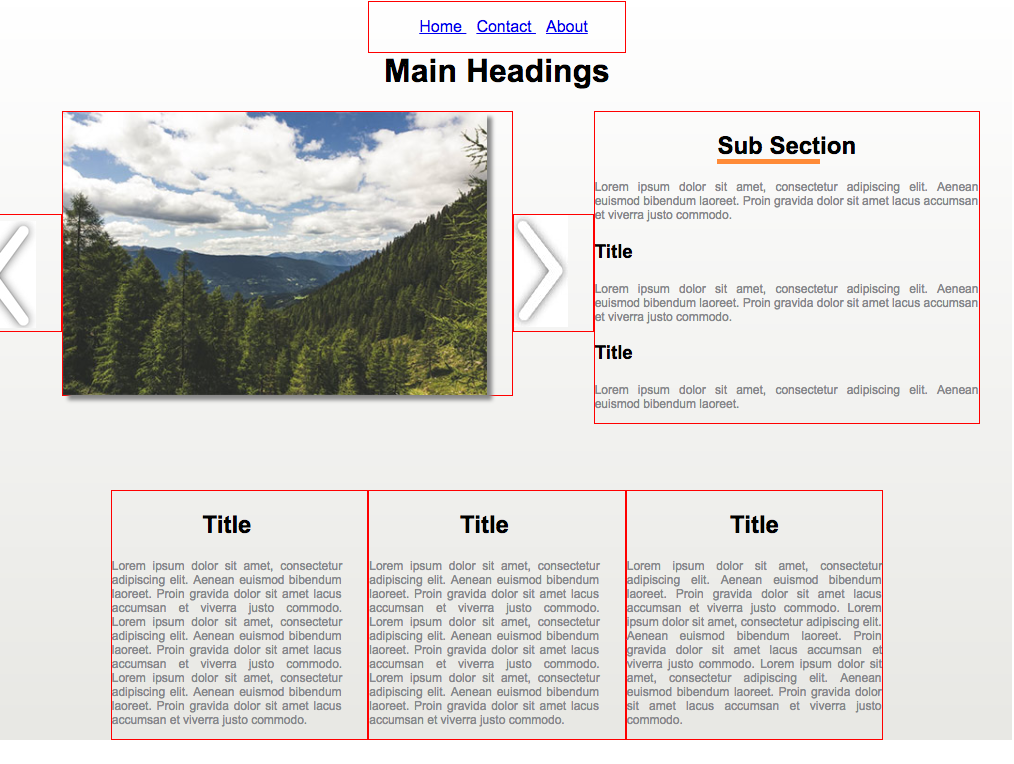 Home Contact About
Main Headings
Sub Section
Lorem ipsum dolor sit amet, consectetur adipiscing elit. Aenean
euismod bibendum laoreet. Proin gravida dolor sit amet lacus accumsan
et viverra justo commodo.
Title
Lorem ipsum dolor sit amet, consectetur adipiscing elit. Aenean
euismod bibendum laoreet. Proin gravida dolor sit amet lacus accumsan
et viverra justo commodo.
Title
Lorem ipsum dolor sit amet, consectetur adipiscing elit. Aenean
euismod bibendum laoreet.
Title
Lorem ipsum dolor sit amet, consectetur
adipiscing elit. Aenean euismod bibendum
laoreet. Proin gravida dolor sit amet lacus
accumsan et viverra justo commodo.
Lorem ipsum dolor sit amet, consectetur
adipiscing elit. Aenean euismod bibendum
laoreet. Proin gravida dolor sit amet lacus
accumsan et viverra justo commodo.
Lorem ipsum dolor sit amet, consectetur
adipiscing elit. Aenean euismod bibendum
laoreet. Proin gravida dolor sit amet lacus
accumsan et viverra justo commodo.
Title
Lorem ipsum dolor sit amet, consectetur
adipiscing elit. Aenean euismod bibendum
laoreet. Proin gravida dolor sit amet lacus
accumsan et viverra justo commodo.
Lorem ipsum dolor sit amet, consectetur
adipiscing elit. Aenean euismod bibendum
laoreet. Proin gravida dolor sit amet lacus
accumsan et viverra justo commodo.
Lorem ipsum dolor sit amet, consectetur
adipiscing elit. Aenean euismod bibendum
laoreet. Proin gravida dolor sit amet lacus
accumsan et viverra justo commodo.
Title
Lorem ipsum dolor sit amet, consectetur
adipiscing elit. Aenean euismod bibendum
laoreet. Proin gravida dolor sit amet lacus
accumsan et viverra justo commodo. Lorem
ipsum dolor sit amet, consectetur adipiscing elit.
Aenean euismod bibendum laoreet. Proin
gravida dolor sit amet lacus accumsan et
viverra justo commodo. Lorem ipsum dolor sit
amet, consectetur adipiscing elit. Aenean
euismod bibendum laoreet. Proin gravida dolor
sit amet lacus accumsan et viverra justo
commodo.